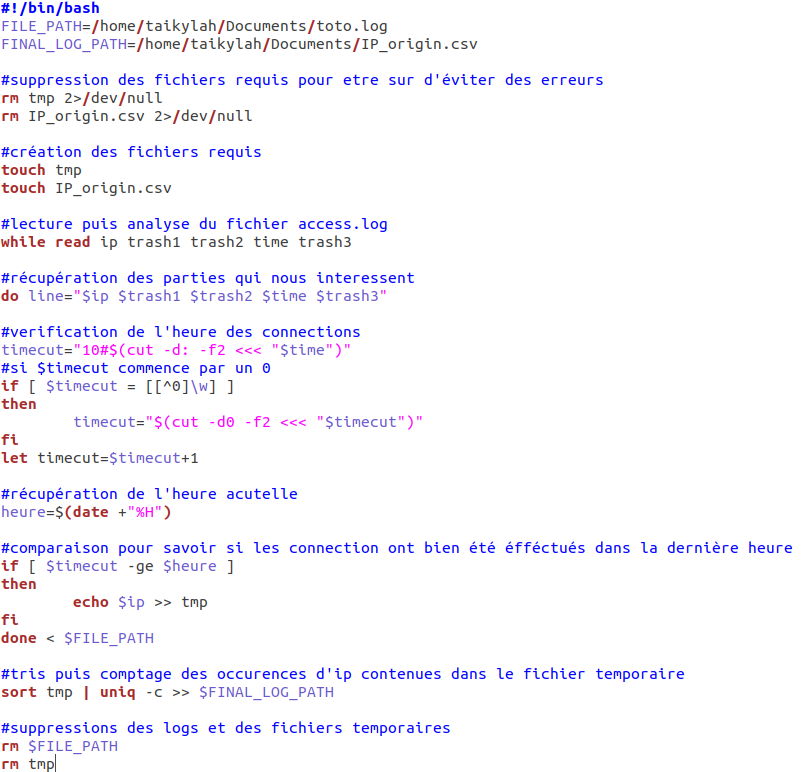 #!/bin/bash
FILE_PATH=/home/taikylah/Documents/toto.log
FINAL_LOG_PATH=/home/taikylah/Documents/IP_origin.csv
#suppression des fichiers requis pour etre sur d'éviter des erreurs
rm tmp 2>/dev/null
rm IP_origin.csv 2>/dev/null
#création des fichiers requis
touch tmp
touch IP_origin.csv
#lecture puis analyse du fichier access.log
while read ip trash1 trash2 time trash3
#récupération des parties qui nous interessent
do line="$ip $trash1 $trash2 $time $trash3"
#verification de l'heure des connections
timecut="10#$(cut -d: -f2 <<< "$time")"
#si $timecut commence par un 0
if [ $timecut = [[^0]\w] ]
then
        timecut="$(cut -d0 -f2 <<< "$timecut")"
fi
let timecut=$timecut+1
#récupération de l'heure acutelle
heure=$(date +"%H")
#comparaison pour savoir si les connection ont bien été éfféctués dans la dernière heure
if [ $timecut -ge $heure ]
then
        echo $ip >> tmp
fi
done < $FILE_PATH
#tris puis comptage des occurences d'ip contenues dans le fichier temporaire
sort tmp | uniq -c >> $FINAL_LOG_PATH
#suppressions des logs et des fichiers temporaires
rm $FILE_PATH
rm tmp